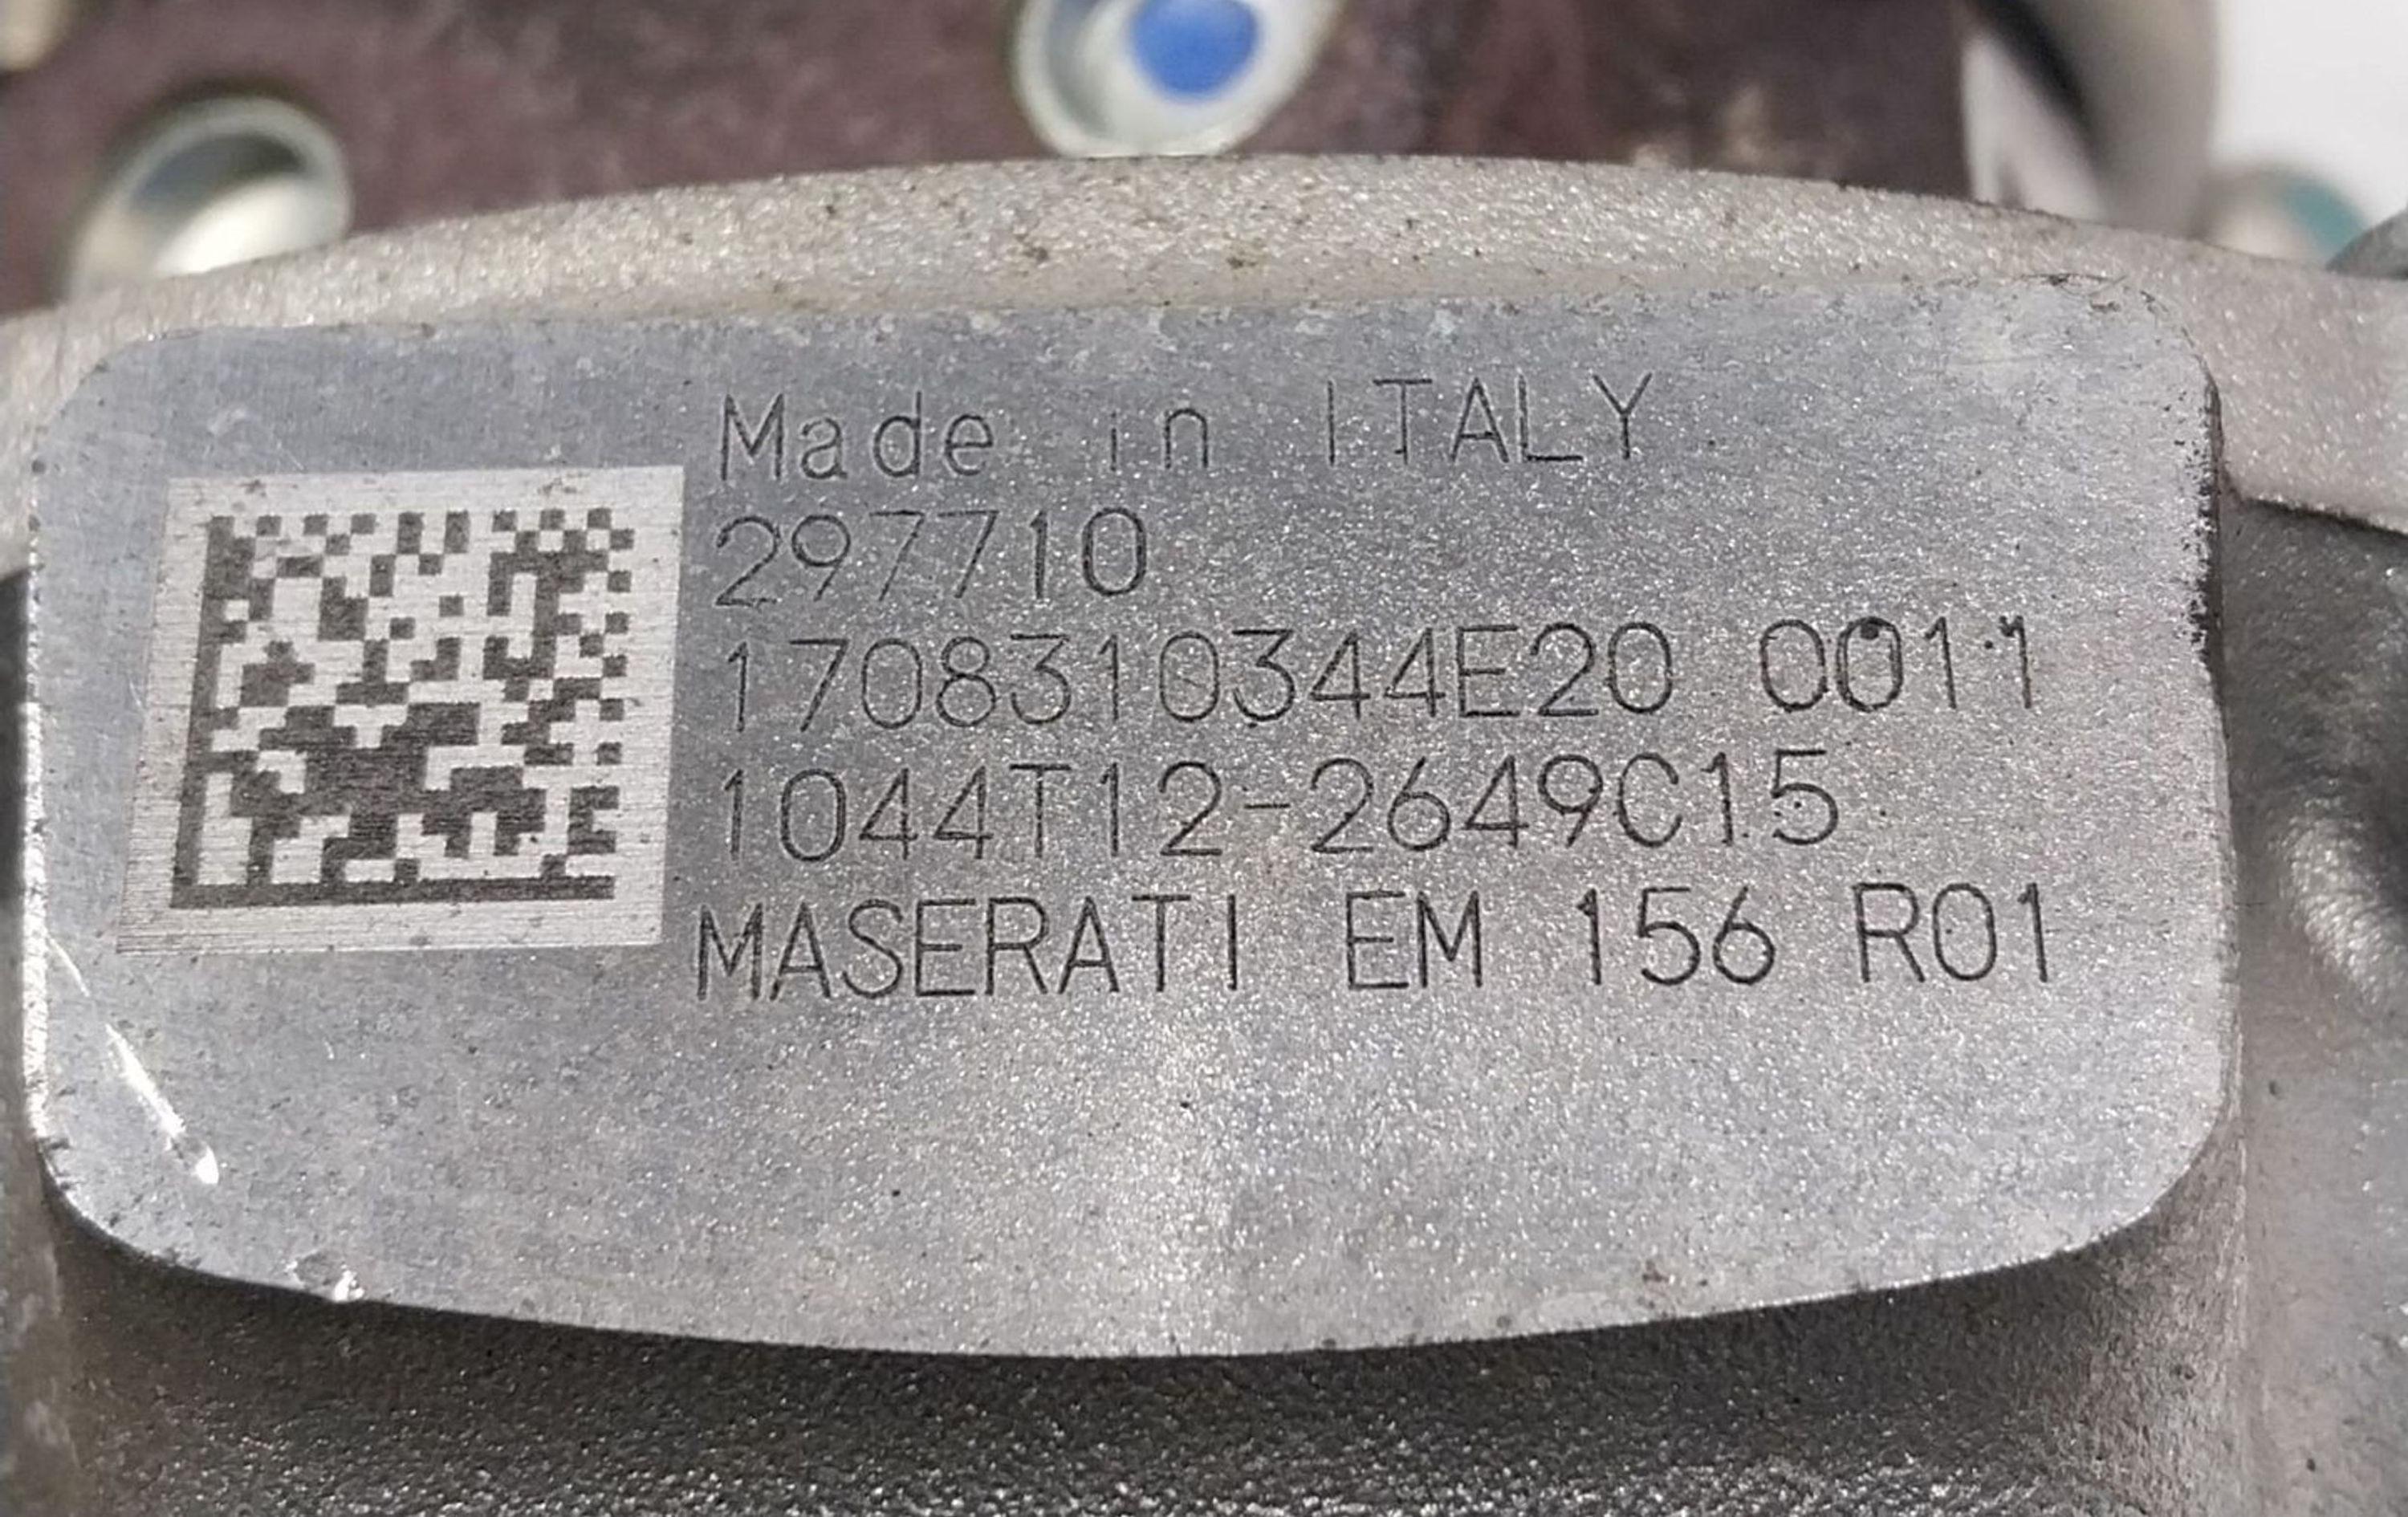 Made in ITALY
297710
1708310344E20 0011
1044T12-2649C15
MASERATI EM 156 R01